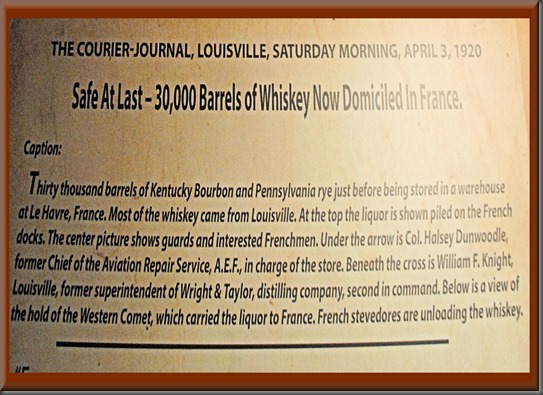 THE COURIER-JOURNAL, LOUISVILLE, SATURDAY MORNING, APRIL 3, 1920
Safe At Last – 30,000 Barrels of Whiskey Now Domiciled In France.
Caption:
Thirty thousand barrels of Kentucky Bourbon and Pennsylvania rye just before being stored in a warehouse
at Le Havre, France. Most of the whiskey came from Louisville. At the top the liquor is shown piled on the French
docks. The center picture shows guards and interested Frenchmen. Under the arrow is Col. Halsey Dunwoodle,
former Chief of the Aviation Repair Service, A.E.F., in charge of the store. Beneath the cross is William F. Knight,
Louisville, former superintendent of Wright & Taylor, distilling company, second in command. Below is a view of
the hold of the Western Comet, which carried the liquor to France. French stevedores are unloading the whiskey.